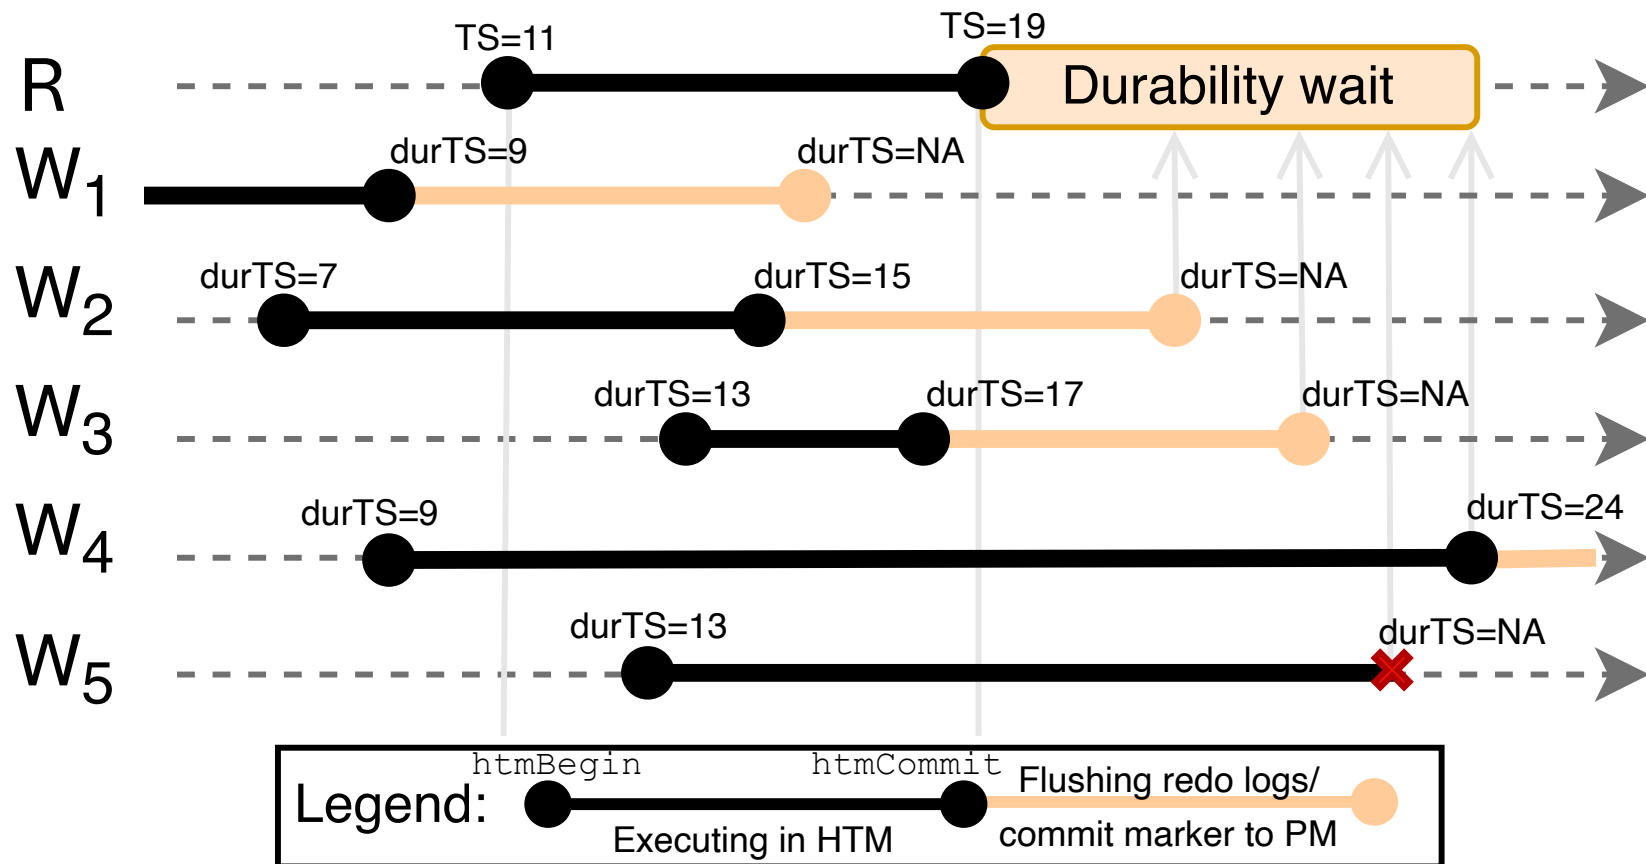 TS=11
TS=19
R
Durability wait
W1
durTS=9
durTS=NA
W2
durTS=7
durTS=15
durTS=NA
W3
durTS=13
durTS=17
durTS=NA
W4
durTS=9
durTS=24
W5
durTS=13
durTS=NA
htmBegin
htmCommit
Legend:
Executing in HTM
Flushing redo logs/
commit marker to PM